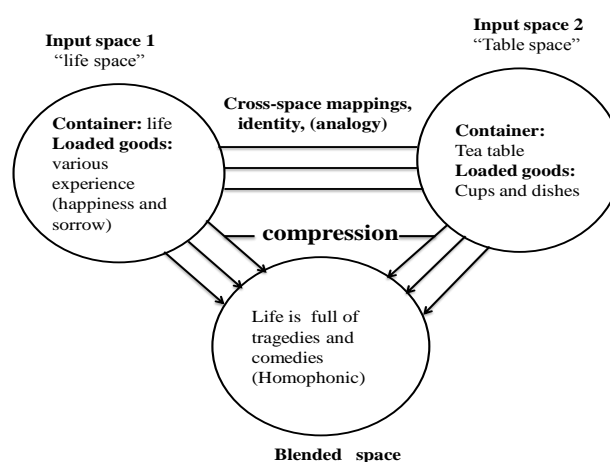 Input space 1
“life space”
Input space 2
“Table space”
Container: life
Loaded goods:
various
experience
(happiness and
sorrow)
Cross-space mappings,
identity, (analogy)
Container:
Tea table
Loaded goods:
Cups and dishes
compression
Life is full of
tragedies and
comedies
(Homophonic)
Blended space